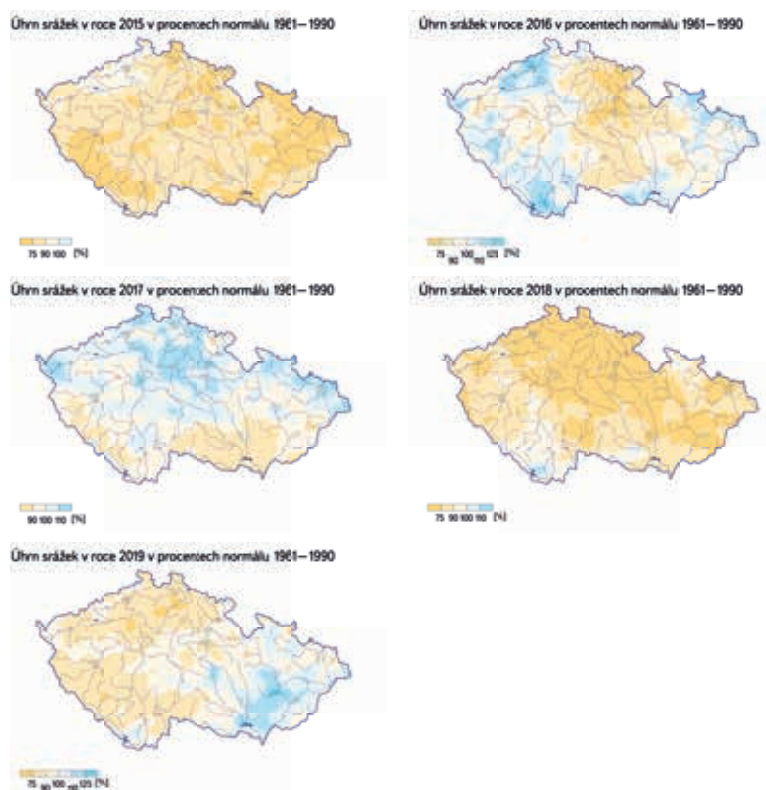 Úhrn srážek v roce 2015 v procentech normálu 1961–1990
75 90 100 [%]
Úhrn srážek v roce 2016 v procentech normálu 1961–1990
75 90 100 110 125 [%]
Úhrn srážek v roce 2017 v procentech normálu 1961–1990
90 100 110 [%]
Úhrn srážek v roce 2018 v procentech normálu 1961–1990
75 90 100 110 [%]
Úhrn srážek v roce 2019 v procentech normálu 1961–1990
75 90 100 110 125 [%]